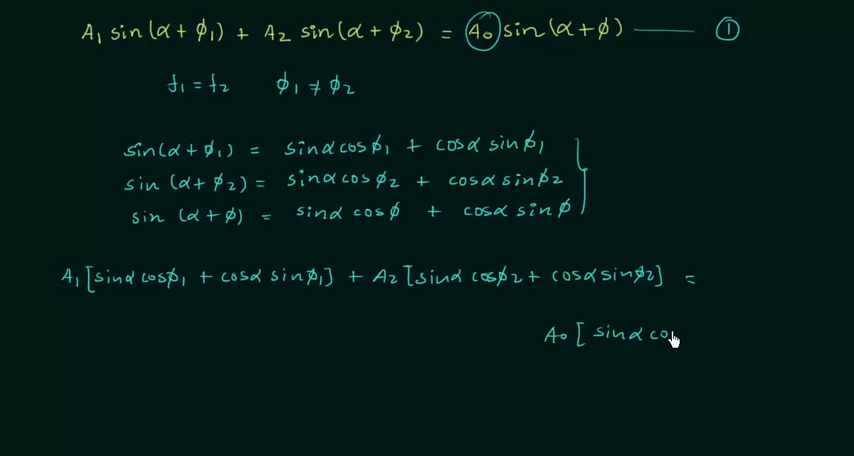 A₁ sin(α + φ₁) + A₂ sin(α + φ₂) = A₀ sin(α + φ) —— ①
f₁ = f₂ φ₁ ≠ φ₂
sin(α + φ₁) = sinα cosφ₁ + cosα sinφ₁
sin (α + φ₂) = sinα cosφ₂ + cosα sinφ₂
sin (α + φ) = sinα cosφ + cosα sinφ
A₁ [sinα cosφ₁ + cosα sinφ₁] + A₂ [sinα cosφ₂ + cosα sinφ₂] =
A₀ [ sinα co